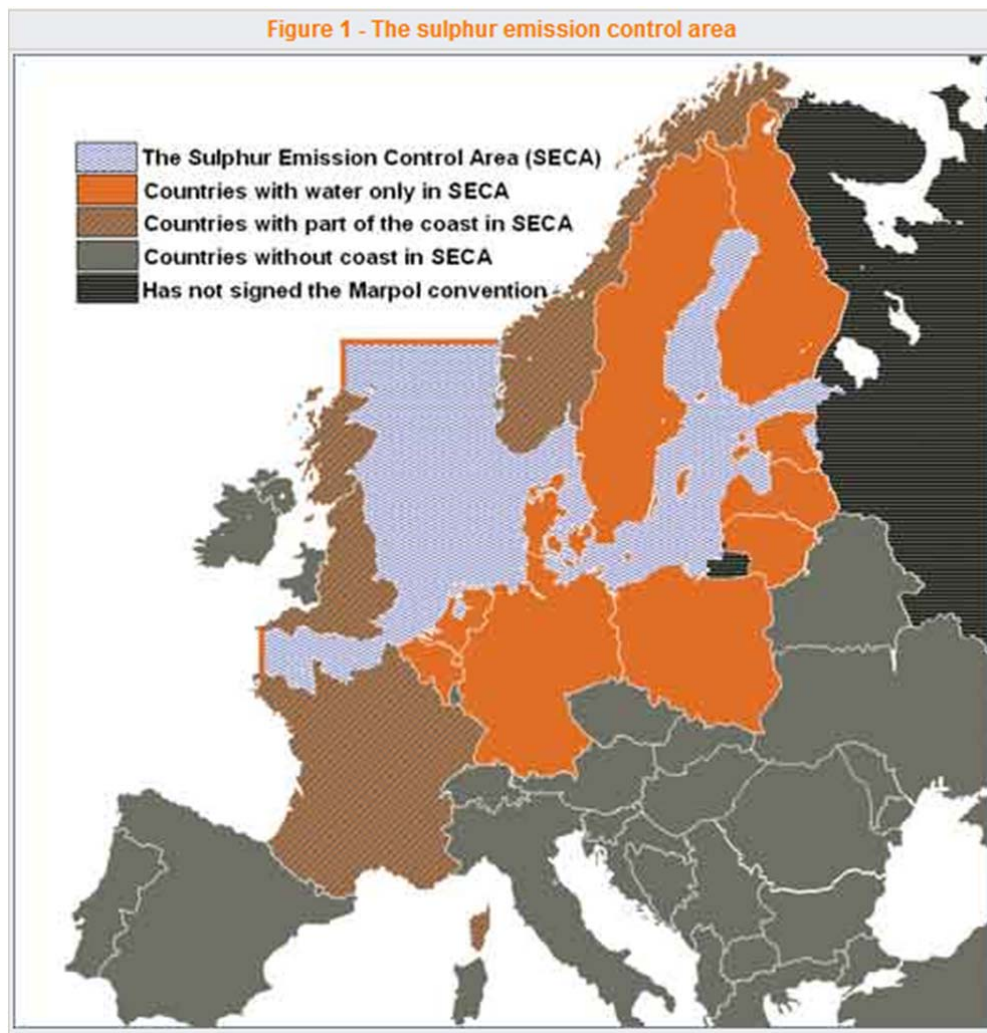 Figure 1 - The sulphur emission control area
The Sulphur Emission Control Area (SECA)
Countries with water only in SECA
Countries with part of the coast in SECA
Countries without coast in SECA
Has not signed the Marpol convention